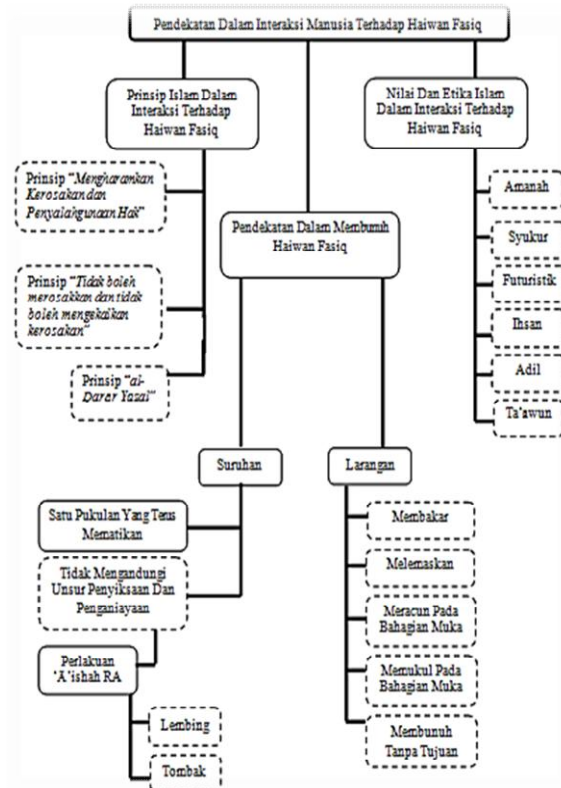 Pendekatan Dalam Interaksi Manusia Terhadap Haiwan Fasiq
Prinsip Islam Dalam
Interaksi Terhadap
Haiwan Fasiq
Prinsip “Mengharamkan
Kerosakan dan
Penyalahgunaan Hak”
Prinsip “Tidak boleh
merosakkan dan tidak
boleh mengekalkan
kerosakan”
Prinsip “al-
Darar Yazal”
Pendekatan Dalam Membunuh
Haiwan Fasiq
Suruhan
Satu Pukulan Yang Terus
Mematikan
Tidak Mengandungi
Unsur Penyiksaan Dan
Penganiayaan
Perlakuan
‘A’ishah RA
Lembing
Tombak
Larangan
Membakar
Melemaskan
Meracun Pada
Bahagian Muka
Memukul Pada
Bahagian Muka
Membunuh
Tanpa Tujuan
Nilai Dan Etika Islam
Dalam Interaksi Terhadap
Haiwan Fasiq
Amanah
Syukur
Futuristik
Ihsan
Adil
Ta’awun